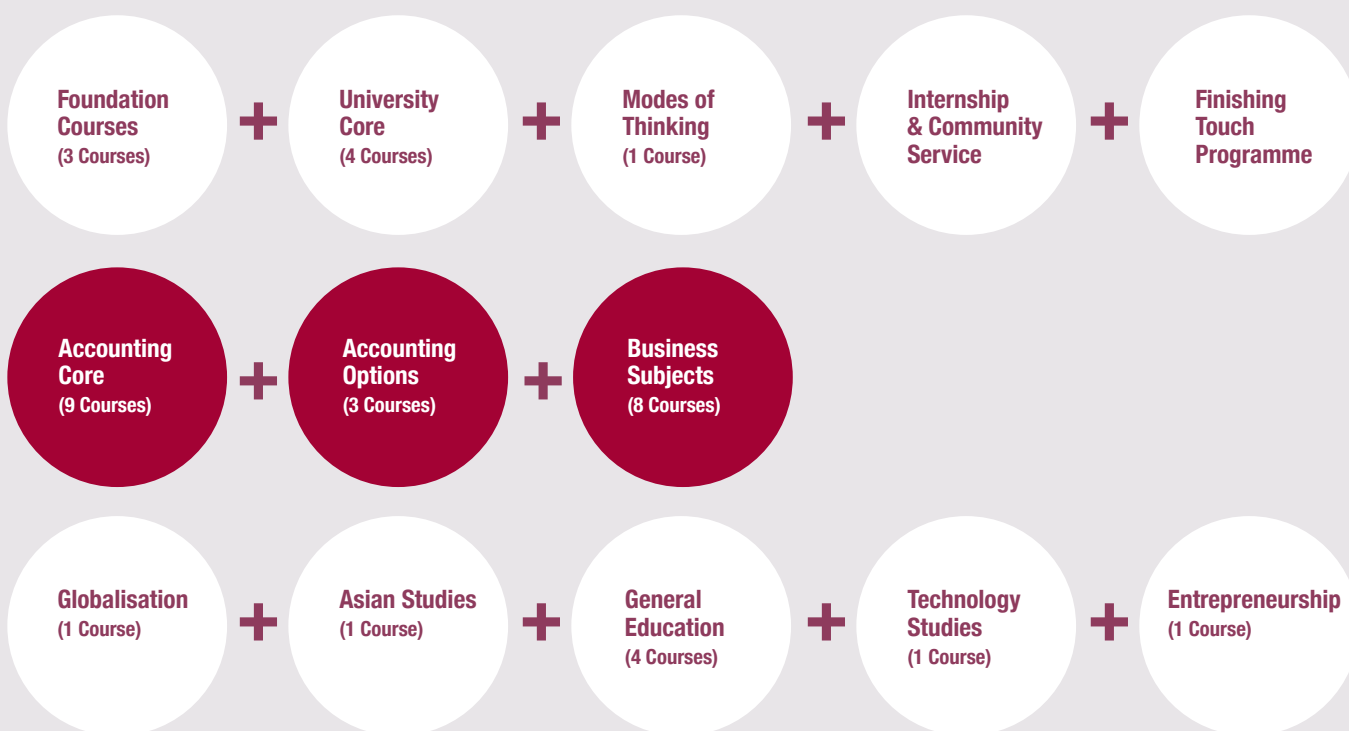 Foundation
Courses
(3 Courses)
University
Core
(4 Courses)
Modes of
Thinking
(1 Course)
Internship
& Community
Service
Finishing
Touch
Programme
Accounting
Core
(9 Courses)
Accounting
Options
(3 Courses)
Business
Subjects
(8 Courses)
Globalisation
(1 Course)
Asian Studies
(1 Course)
General
Education
(4 Courses)
Technology
Studies
(1 Course)
Entrepreneurship
(1 Course)